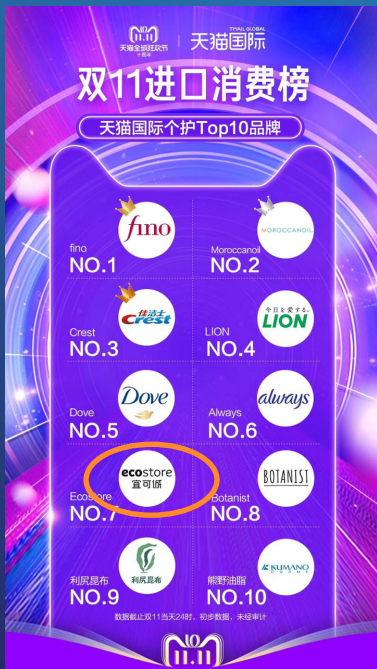 11.11
天猫全球狂欢节
十周年
TMALL GLOBAL
天猫国际
双11进口消费榜
天猫国际个护Top10品牌
fino
fino
NO.1
MOROCCANOIL
Moroccanoil
NO.2
佳洁士
Crest
Crest
NO.3
今日を愛する。
LION
LION
NO.4
Dove
Dove
NO.5
always
Always
NO.6
ecostore
宜可诚
Ecostore
NO.7
BOTANIST
Botanist
NO.8
利尻昆布
利尻昆布
NO.9
KUMANO
熊野油脂
NO.10
数据截止双11当天24时，初步数据，未经审计
11.11